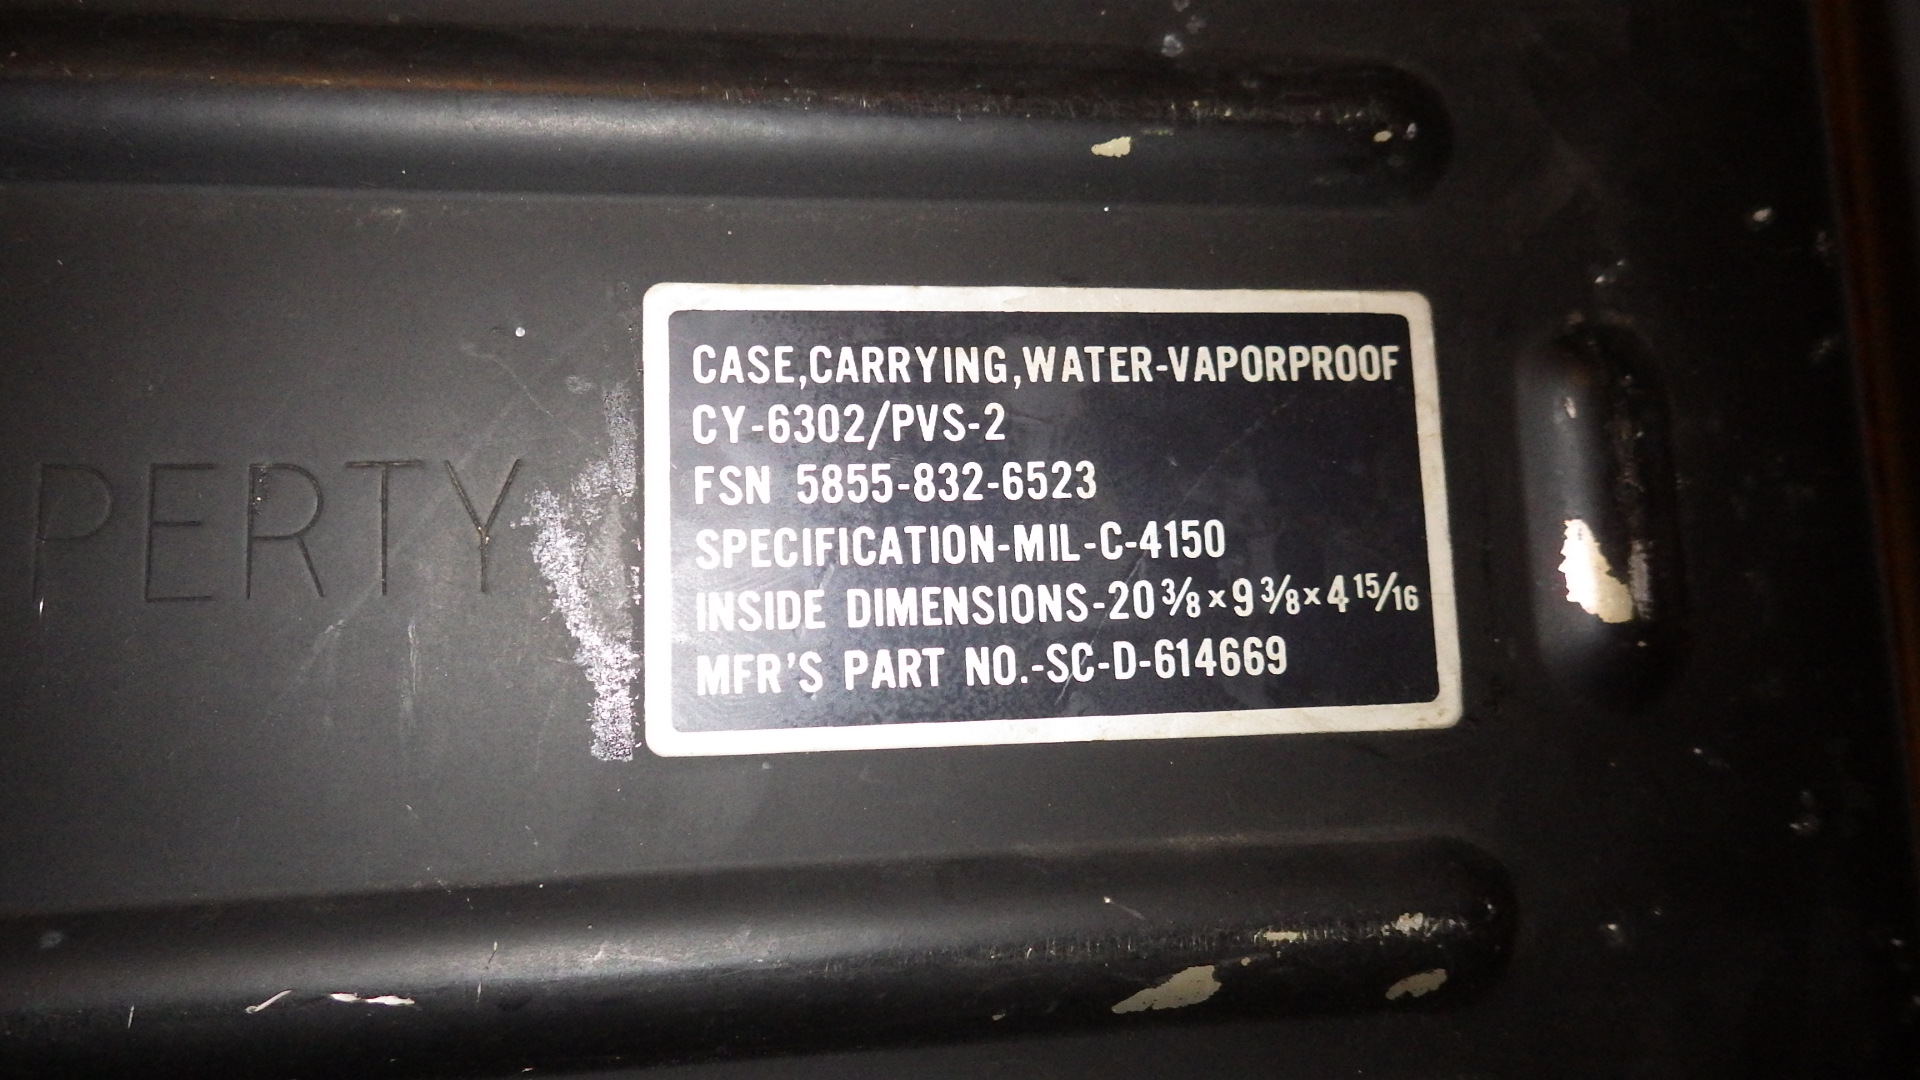 PERTY
CASE,CARRYING,WATER-VAPORPROOF
CY-6302/PVS-2
FSN 5855-832-6523
SPECIFICATION-MIL-C-4150
INSIDE DIMENSIONS-20 3/8 x 9 3/8 x 4 15/16
MFR'S PART NO.-SC-D-614669